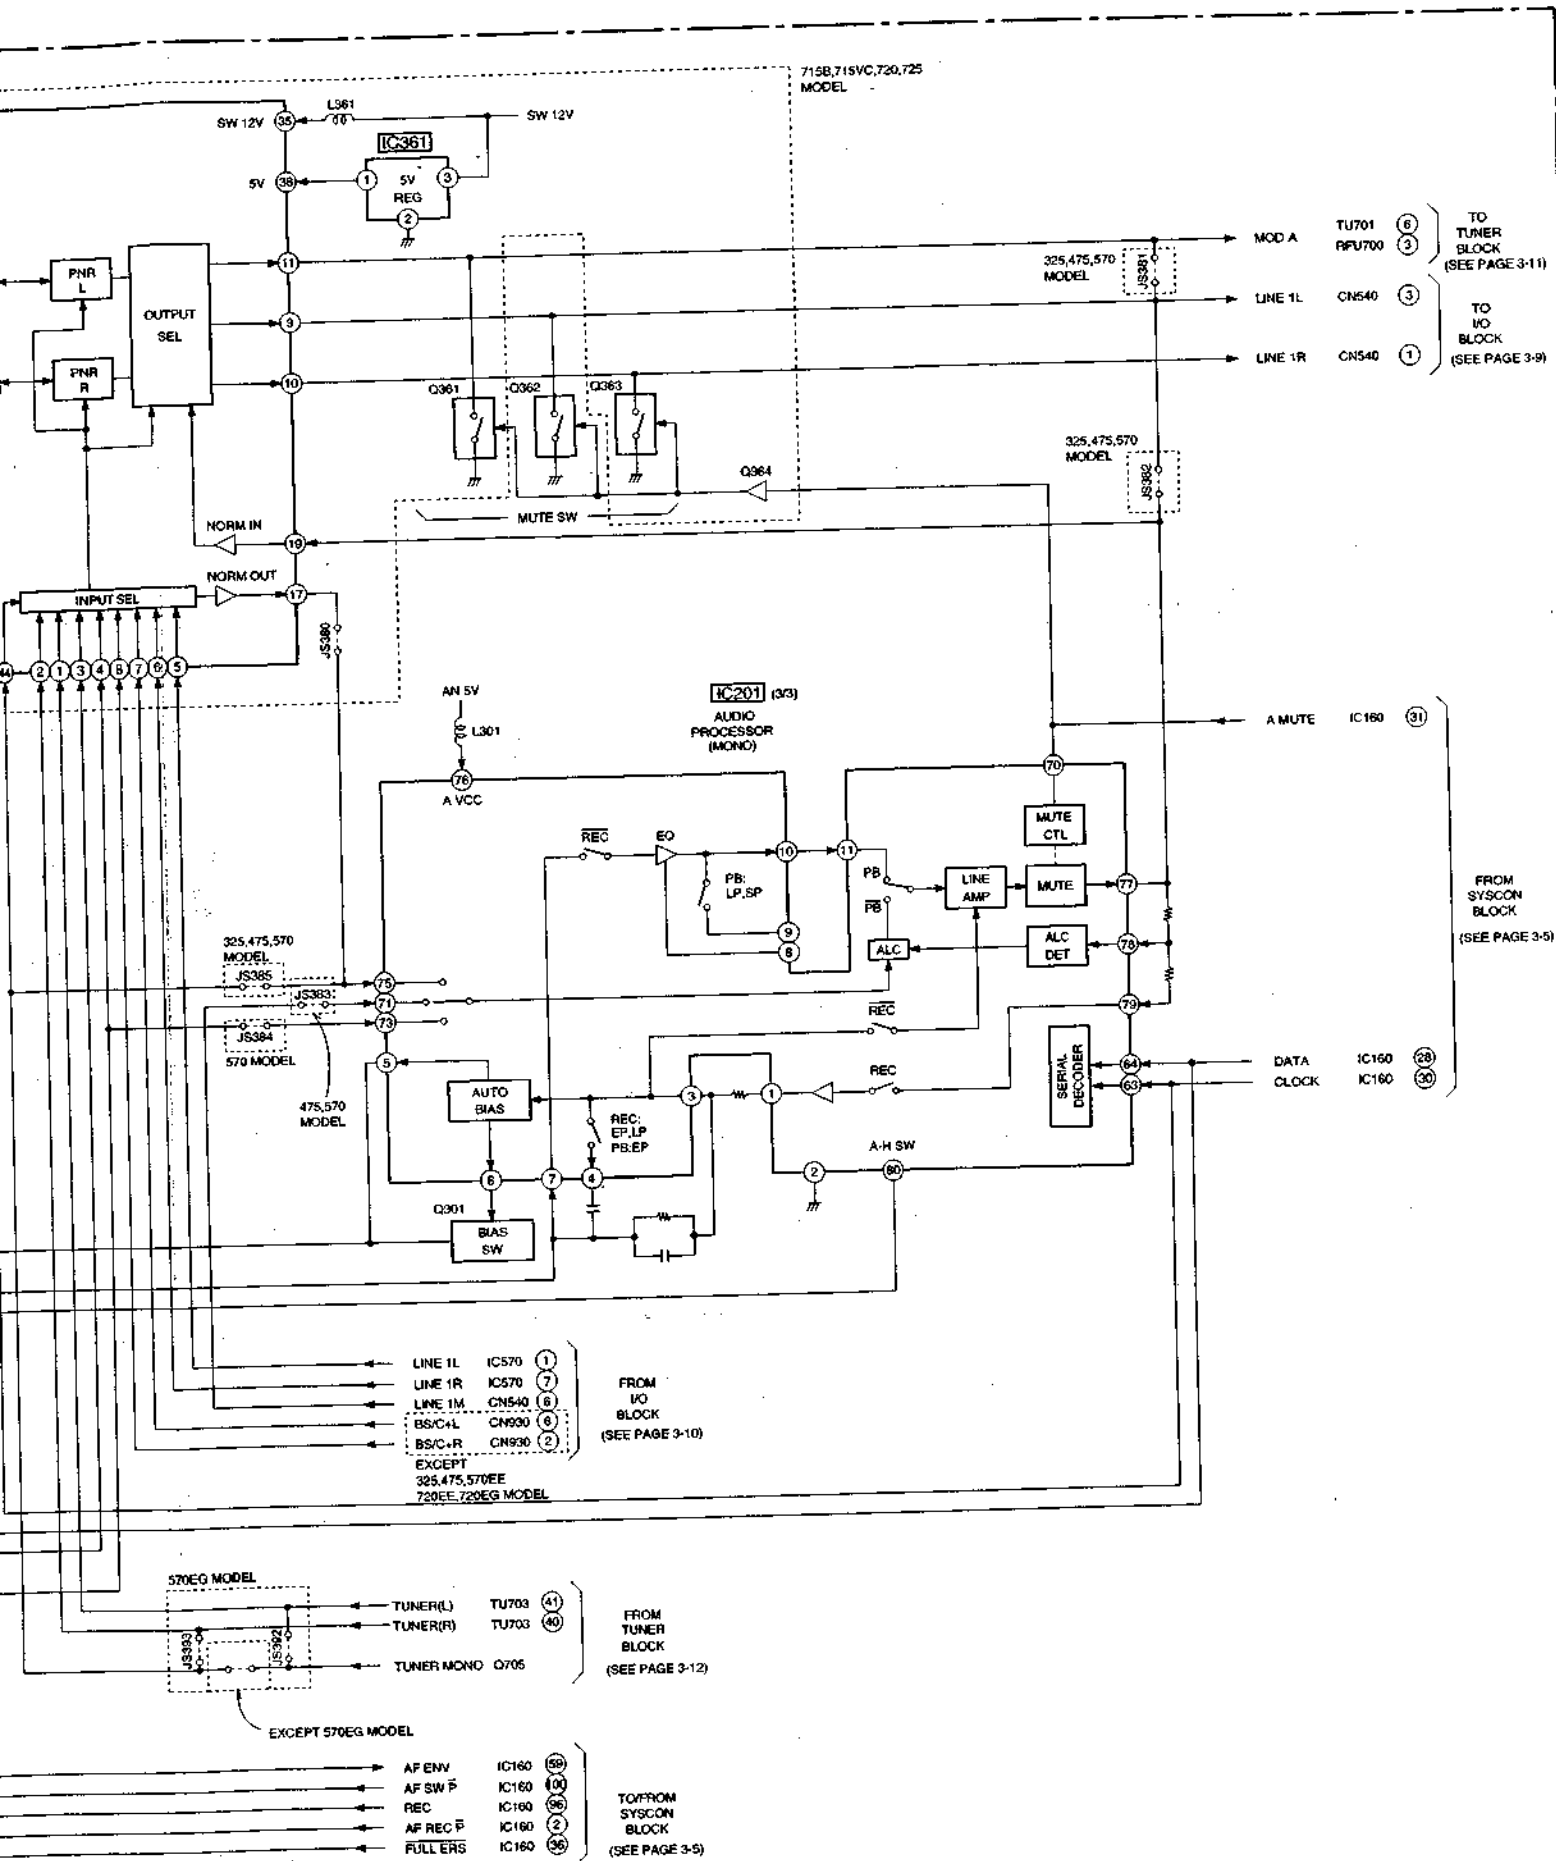 715B,715VC,720,725
MODEL
SW 12V
35
L361
SW 12V
IC361
5V
38
1
5V
REG
3
2
PNR
L
OUTPUT
SEL
11
MOD A
TU701
6
RFU700
3
TO
TUNER
BLOCK
(SEE PAGE 3-11)
325,475,570
MODEL
JS381
9
LINE 1L
CN540
3
TO
I/O
BLOCK
(SEE PAGE 3-9)
PNR
R
10
LINE 1R
CN540
1
Q361
Q362
Q363
325,475,570
MODEL
JS382
Q364
MUTE SW
NORM IN
19
NORM OUT
17
INPUT SEL
JS380
44
2
1
3
4
8
7
6
5
AN 5V
L301
IC201
(3/3)
AUDIO
PROCESSOR
(MONO)
A MUTE
IC160
31
76
A VCC
70
MUTE
CTL
REC
EQ
10
11
PB
PB
LINE
AMP
MUTE
77
PB:
LP,SP
9
8
ALC
ALC
DET
78
FROM
SYSCON
BLOCK
(SEE PAGE 3-5)
325,475,570
MODEL
JS385
75
JS383
71
73
JS384
570 MODEL
475,570
MODEL
79
REC
5
AUTO
BIAS
3
1
REC
SERIAL
DECODER
64
63
DATA
IC160
28
CLOCK
IC160
30
REC:
EP,LP
PB:EP
A-H SW
6
7
4
2
80
Q301
BIAS
SW
LINE 1L
IC570
1
LINE 1R
IC570
7
LINE 1M
CN540
6
BS/C+L
CN930
6
BS/C+R
CN930
2
FROM
I/O
BLOCK
(SEE PAGE 3-10)
EXCEPT
325,475,570EE
720EE,720EG MODEL
570EG MODEL
JS393
JS392
TUNER(L)
TU703
41
TUNER(R)
TU703
40
TUNER MONO
Q705
FROM
TUNER
BLOCK
(SEE PAGE 3-12)
EXCEPT 570EG MODEL
AF ENV
IC160
59
AF SW P
IC160
100
REC
IC160
96
AF REC P
IC160
2
FULL ERS
IC160
36
TO/FROM
SYSCON
BLOCK
(SEE PAGE 3-5)